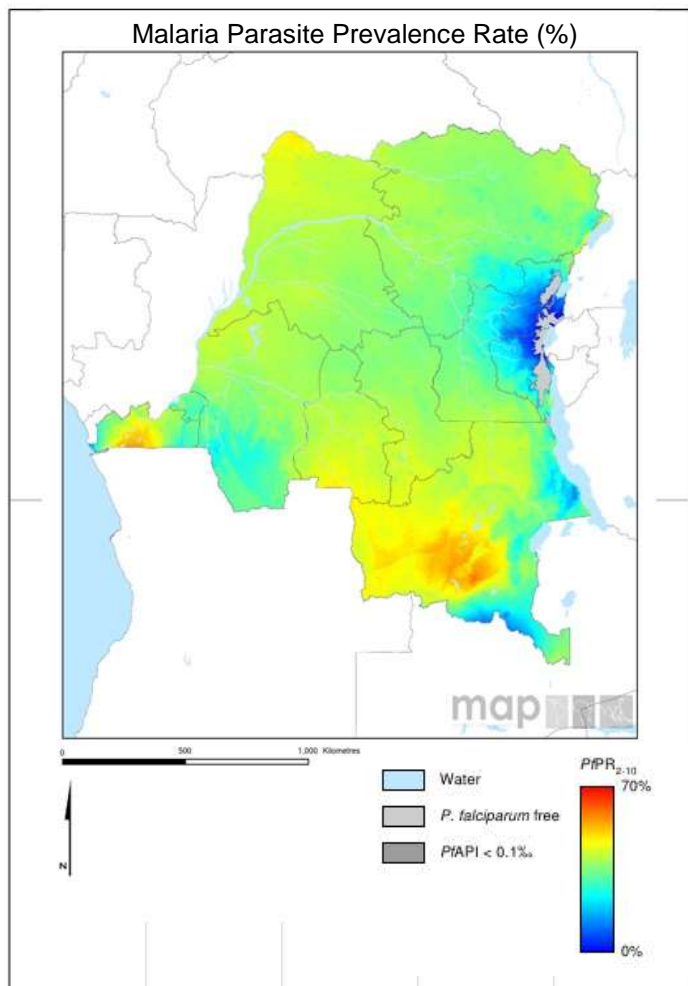 Malaria Parasite Prevalence Rate (%)
map
0 500 1,000 Kilometres
N
Water
P. falciparum free
PfAPI < 0.1‰
PfPR2-10
70%
0%